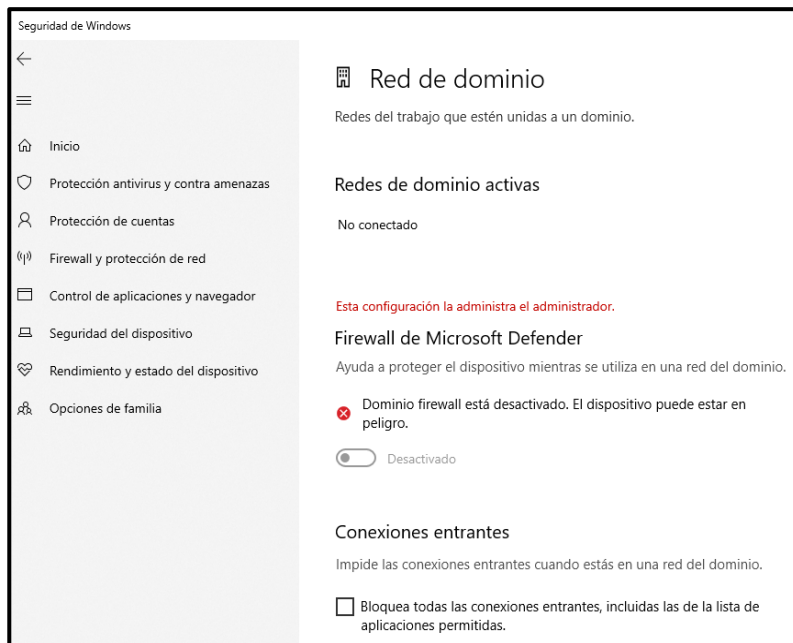 Seguridad de Windows
Inicio
Protección antivirus y contra amenazas
Protección de cuentas
Firewall y protección de red
Control de aplicaciones y navegador
Seguridad del dispositivo
Rendimiento y estado del dispositivo
Opciones de familia
Red de dominio
Redes del trabajo que estén unidas a un dominio.
Redes de dominio activas
No conectado
Esta configuración la administra el administrador.
Firewall de Microsoft Defender
Ayuda a proteger el dispositivo mientras se utiliza en una red del dominio.
Dominio firewall está desactivado. El dispositivo puede estar en
peligro.
Desactivado
Conexiones entrantes
Impide las conexiones entrantes cuando estás en una red del dominio.
Bloquea todas las conexiones entrantes, incluidas las de la lista de
aplicaciones permitidas.